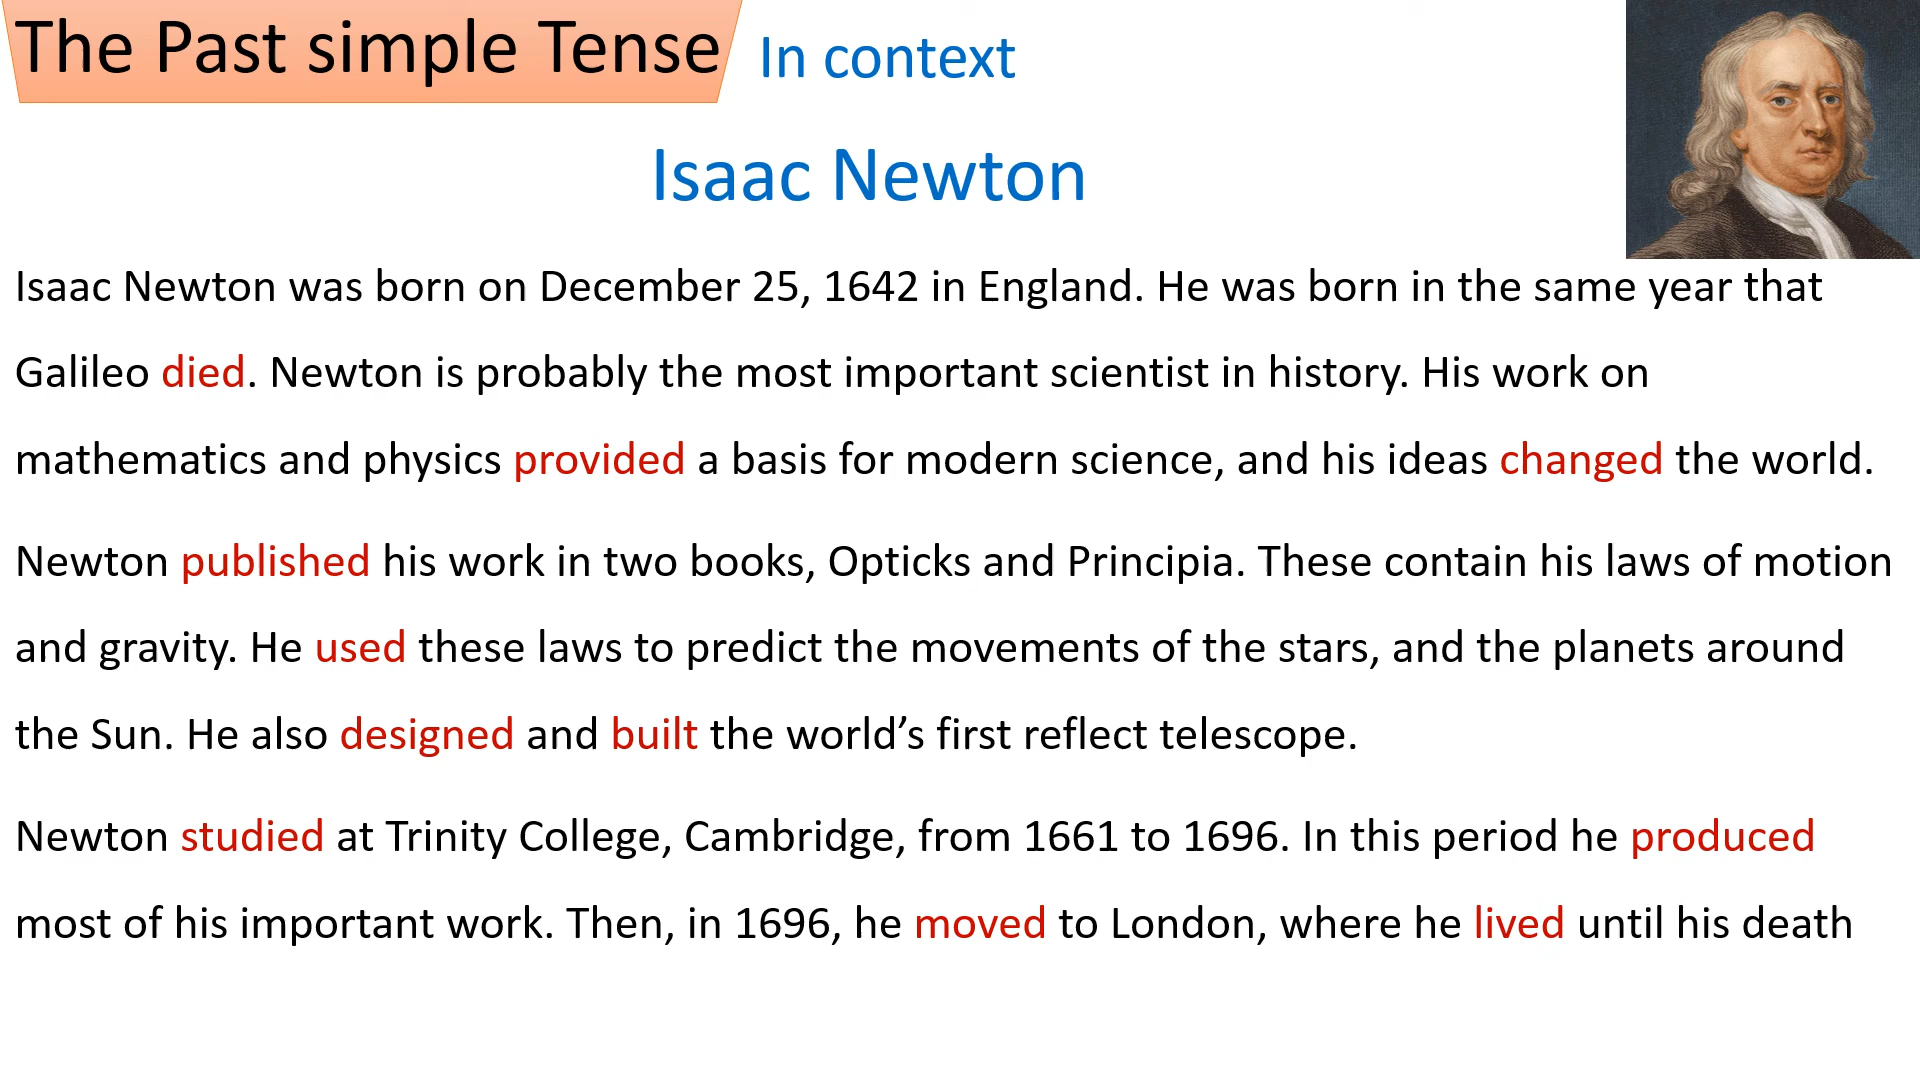 The Past simple Tense
In context
Isaac Newton
Isaac Newton was born on December 25, 1642 in England. He was born in the same year that
Galileo died. Newton is probably the most important scientist in history. His work on
mathematics and physics provided a basis for modern science, and his ideas changed the world.
Newton published his work in two books, Opticks and Principia. These contain his laws of motion
and gravity. He used these laws to predict the movements of the stars, and the planets around
the Sun. He also designed and built the world’s first reflect telescope.
Newton studied at Trinity College, Cambridge, from 1661 to 1696. In this period he produced
most of his important work. Then, in 1696, he moved to London, where he lived until his death